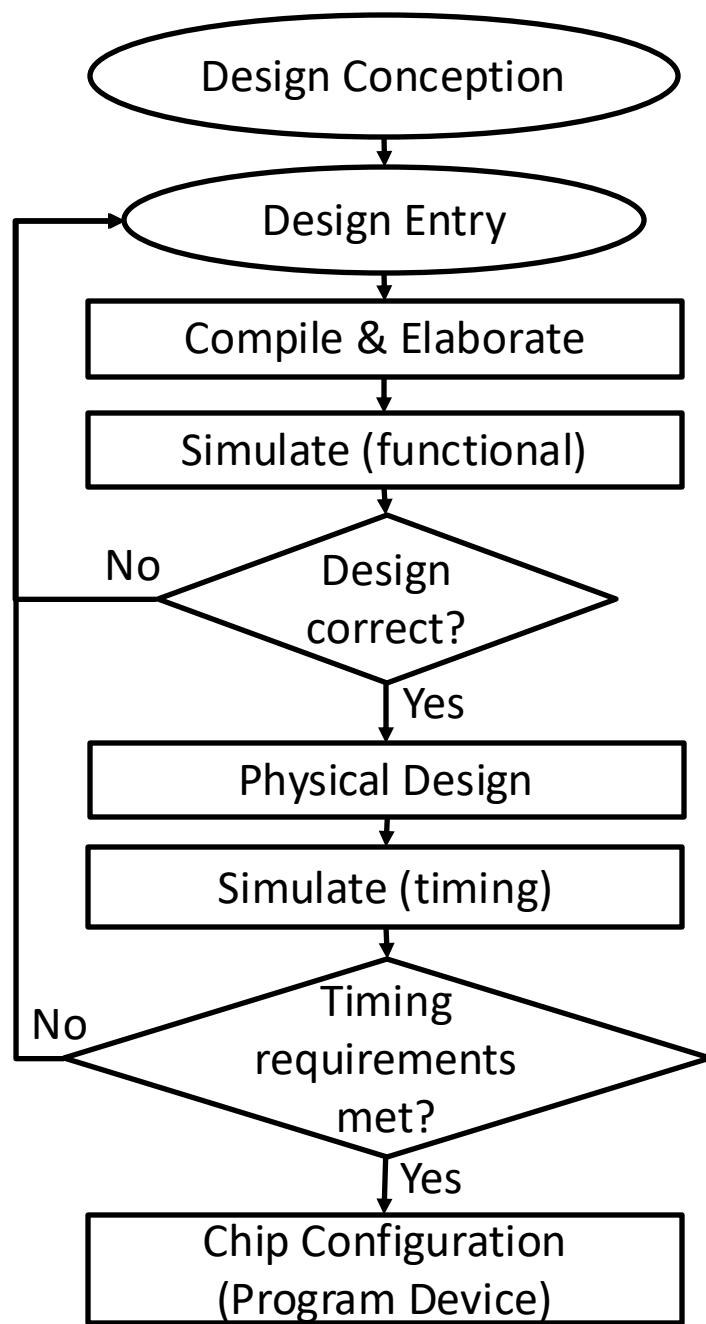 Design Conception
Design Entry
Compile & Elaborate
Simulate (functional)
No
Design
correct?
Yes
Physical Design
Simulate (timing)
No
Timing
requirements
met?
Yes
Chip Configuration
(Program Device)